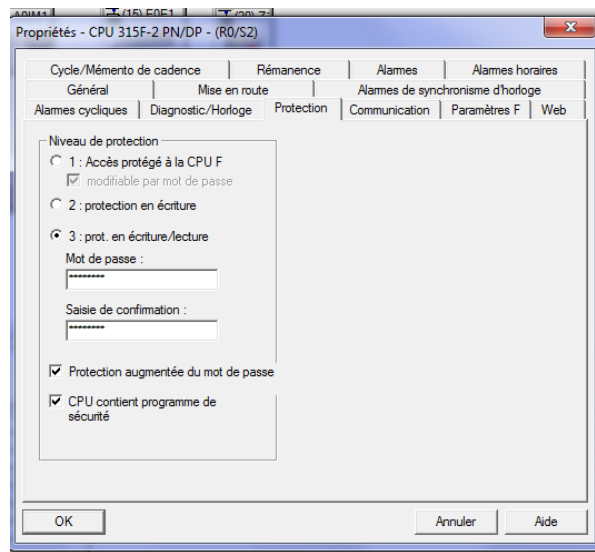 (15) E0E1
Propriétés - CPU 315F-2 PN/DP - (R0/S2)
Cycle/Mémento de cadence
Rémanence
Alarmes
Alarmes horaires
Général
Mise en route
Alarmes de synchronisme d'horloge
Alarmes cycliques
Diagnostic/Horloge
Protection
Communication
Paramètres F
Web
Niveau de protection
1 : Accès protégé à la CPU F
modifiable par mot de passe
2 : protection en écriture
3 : prot. en écriture/lecture
Mot de passe :
********
Saisie de confirmation :
********
Protection augmentée du mot de passe
CPU contient programme de
sécurité
OK
Annuler
Aide